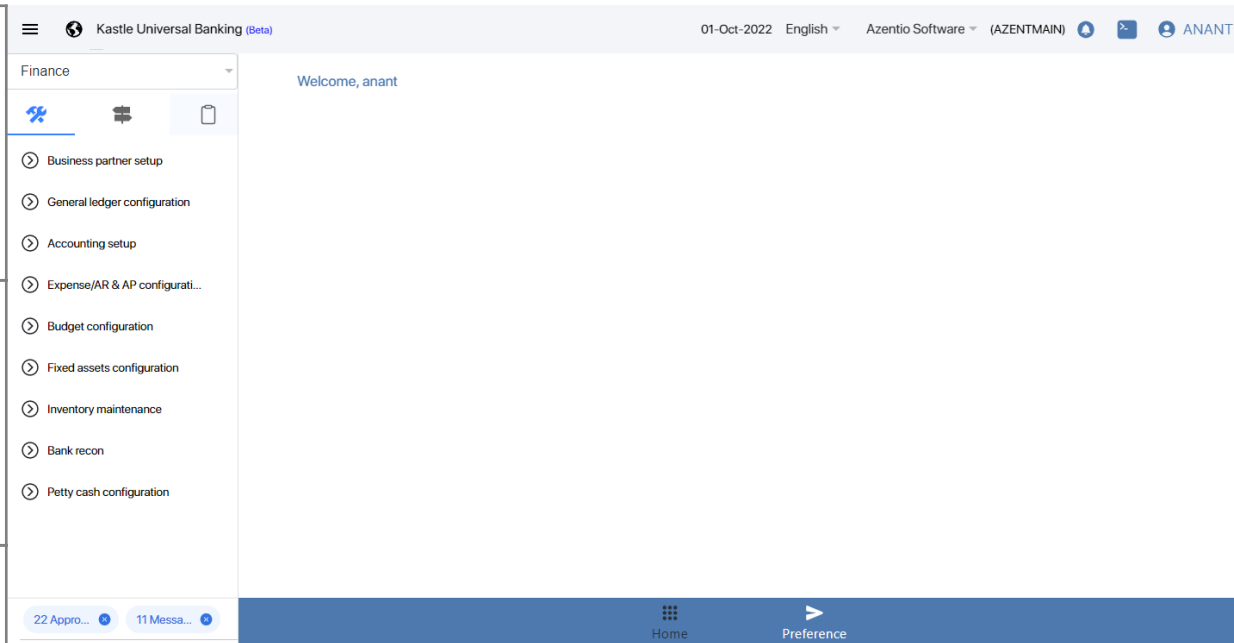 Kastle Universal Banking (Beta)
01-Oct-2022 English Azentio Software (AZENTMAIN) ANANT
Finance
Welcome, anant
Business partner setup
General ledger configuration
Accounting setup
Expense/AR & AP configurati...
Budget configuration
Fixed assets configuration
Inventory maintenance
Bank recon
Petty cash configuration
22 Appro... 11 Messa...
Home Preference